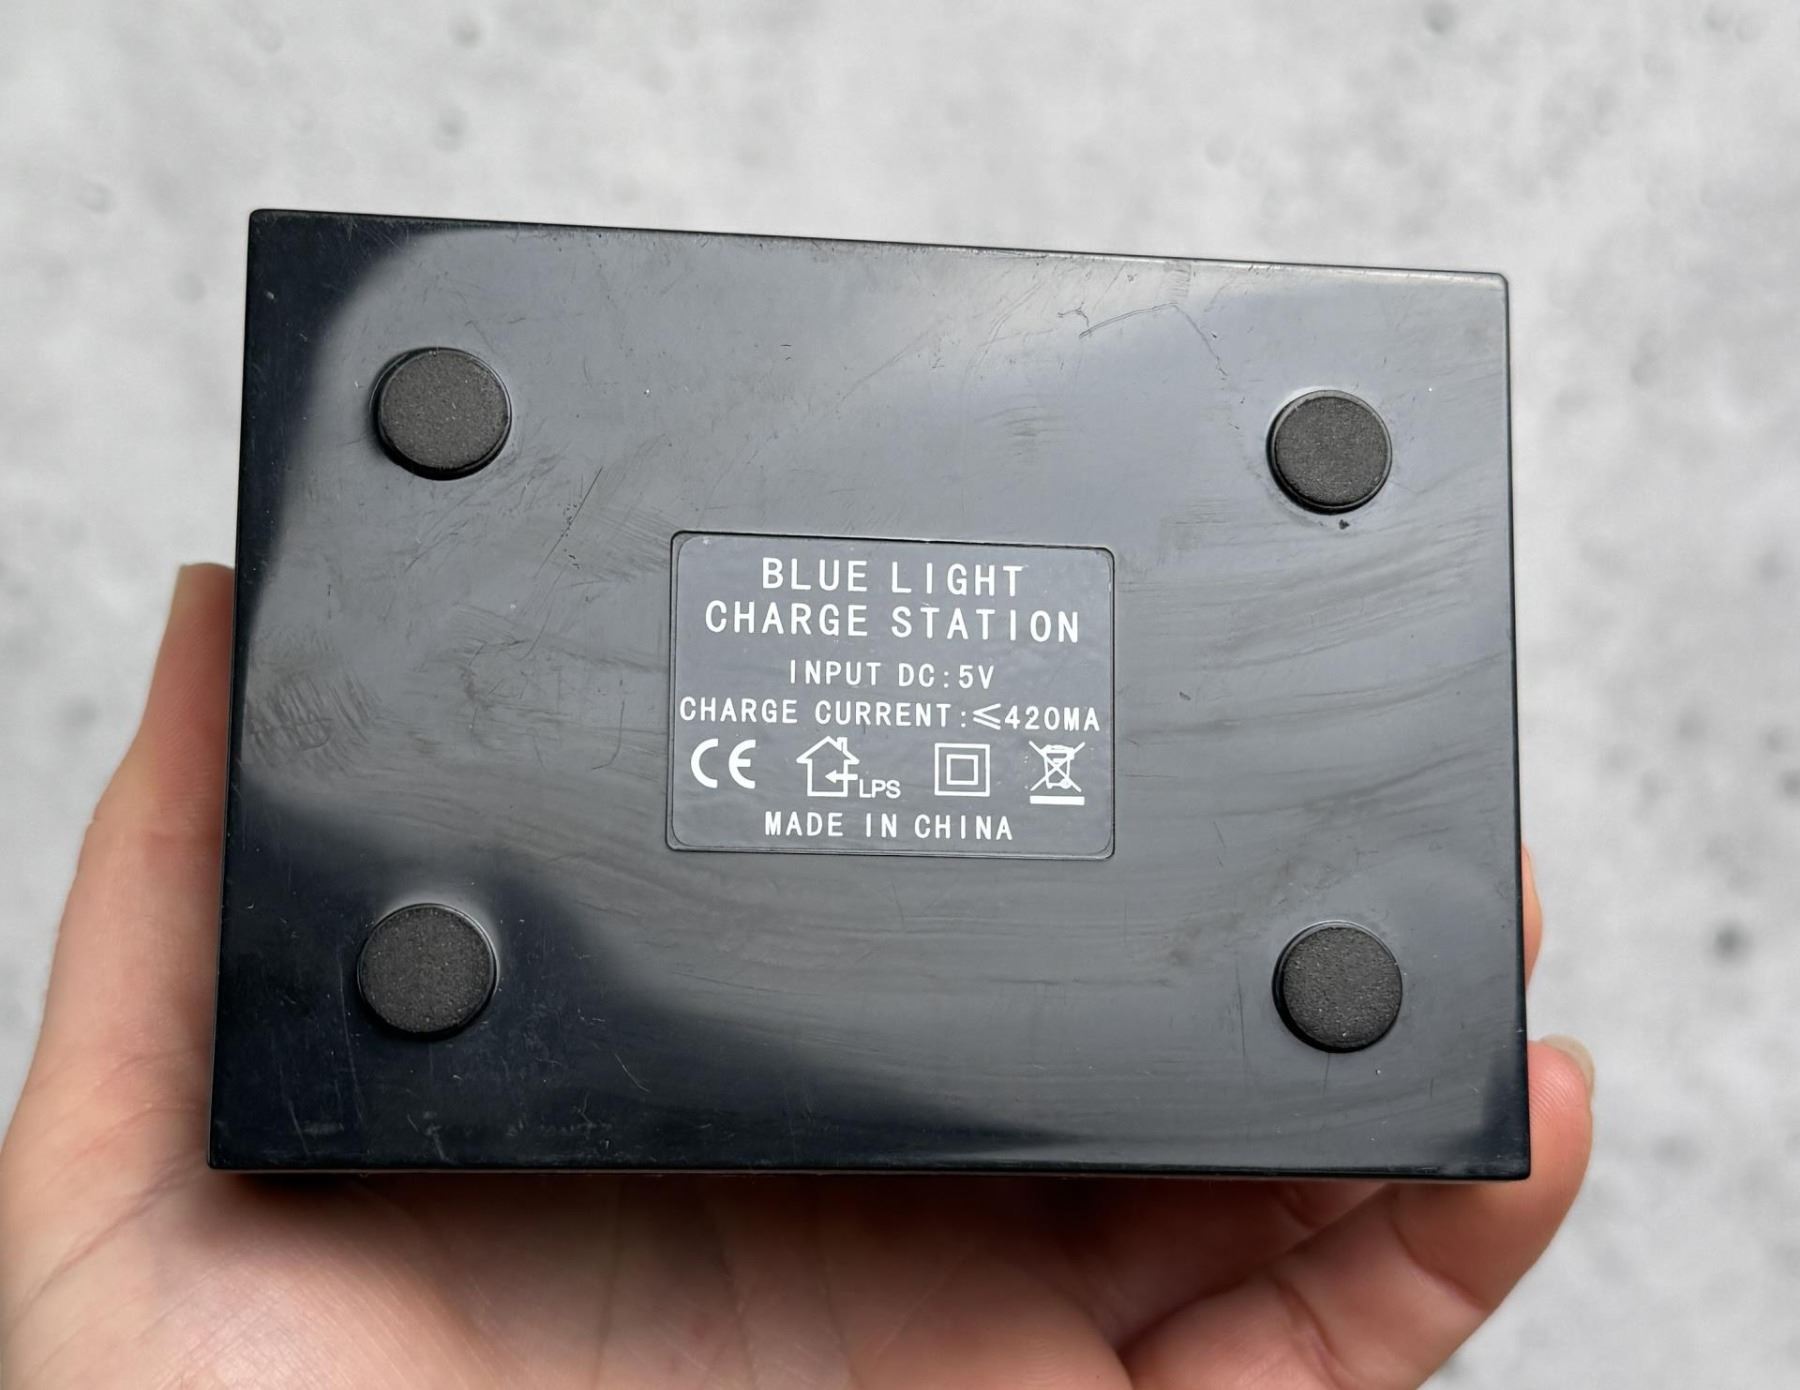 BLUE LIGHT
CHARGE STATION
INPUT DC:5V
CHARGE CURRENT:⩽420MA
CE LPS
MADE IN CHINA